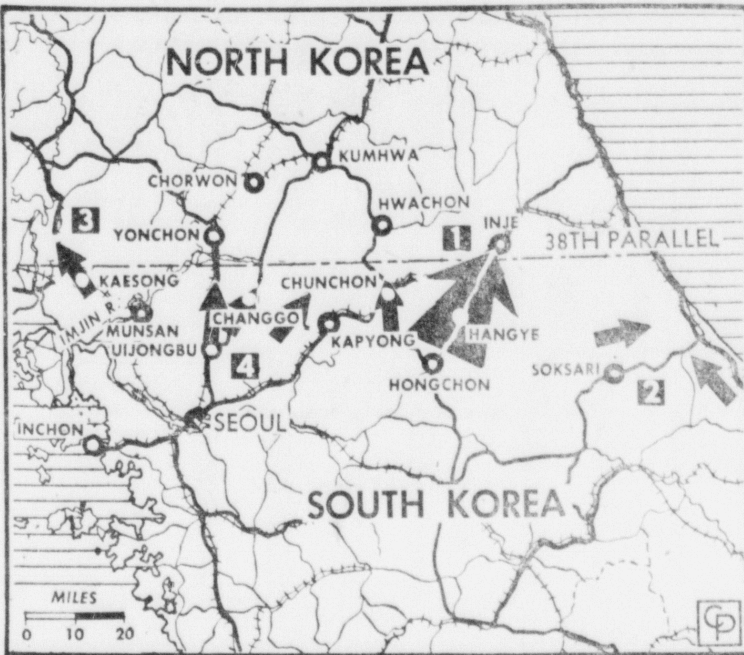 NORTH KOREA
KUMHWA
CHORWON
HWACHON
3
YONCHON
1
INJE
38TH PARALLEL
KAESONG
CHUNCHON
IMJIN R.
MUNSAN
CHANGGO
KAPYONG
HANGYE
UIJONGBU
4
HONGCHON
SOKSARI
2
INCHON
SEOUL
SOUTH KOREA
MILES
0 10 20
CP